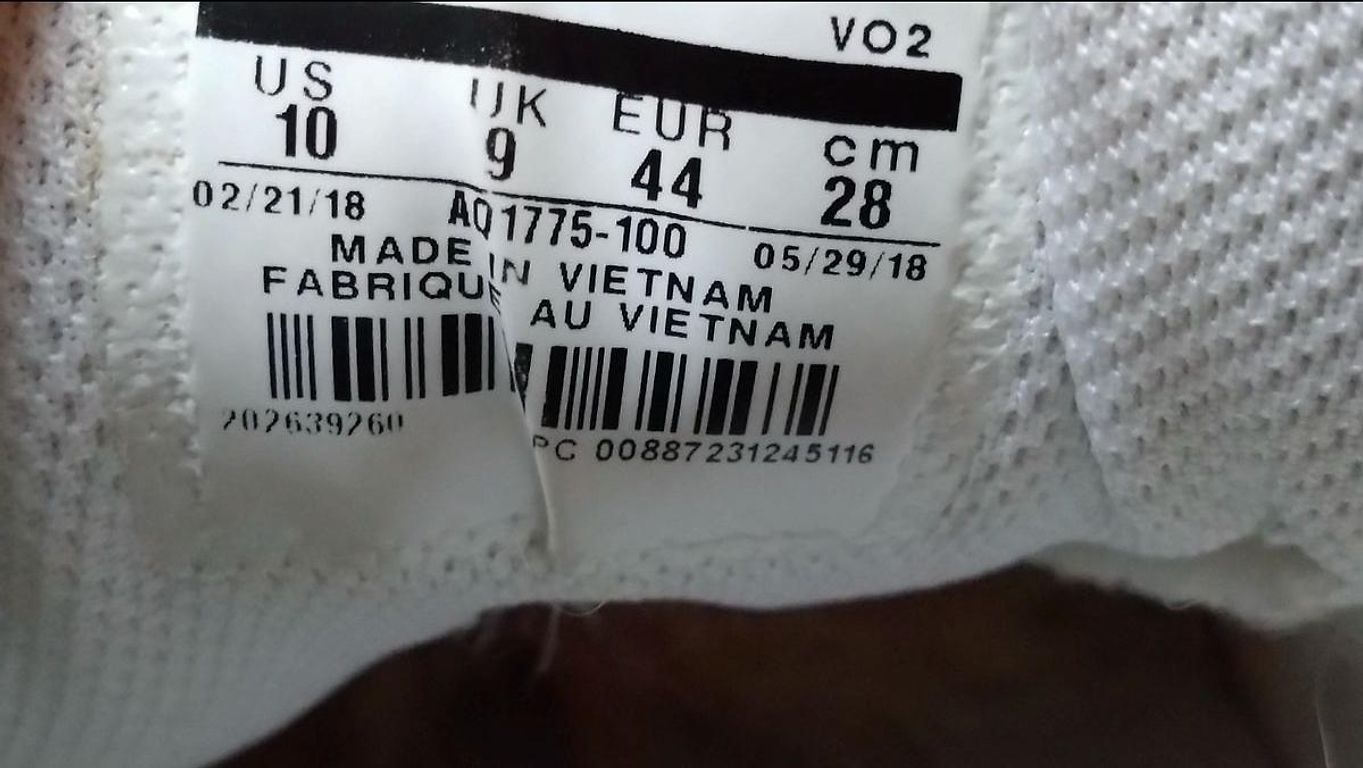 VO2
US UK EUR cm
10 9 44 28
02/21/18 AQ1775-100 05/29/18
MADE IN VIETNAM
FABRIQUE AU VIETNAM
202639260
PC 00887231245116